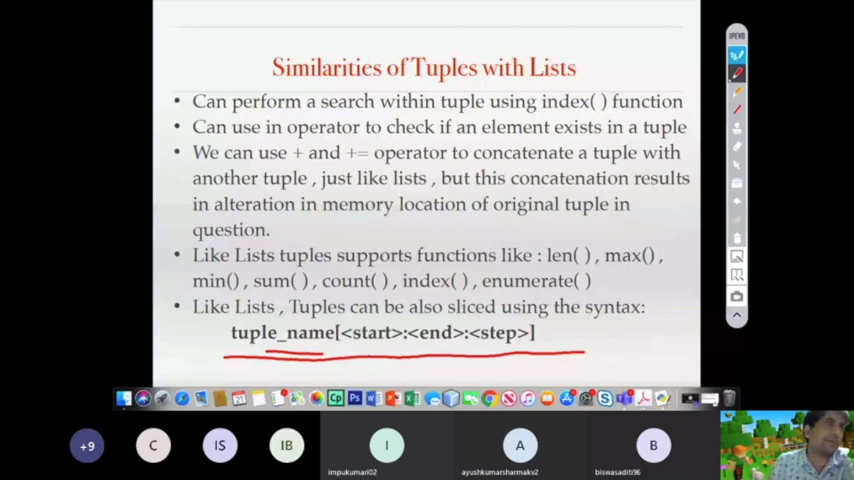 Similarities of Tuples with Lists
• Can perform a search within tuple using index( ) function
• Can use in operator to check if an element exists in a tuple
• We can use + and += operator to concatenate a tuple with
another tuple , just like lists , but this concatenation results
in alteration in memory location of original tuple in
question.
• Like Lists tuples supports functions like : len( ) , max() ,
min() , sum( ) , count( ) , index( ) , enumerate( )
• Like Lists , Tuples can be also sliced using the syntax:
tuple_name[<start>:<end>:<step>]
IPEVO
21
Cp
Ps
W
P
X
N
S
T
+9
C
IS
IB
I
A
B
impukumari02
ayushkumarsharmakv2
biswasaditi96